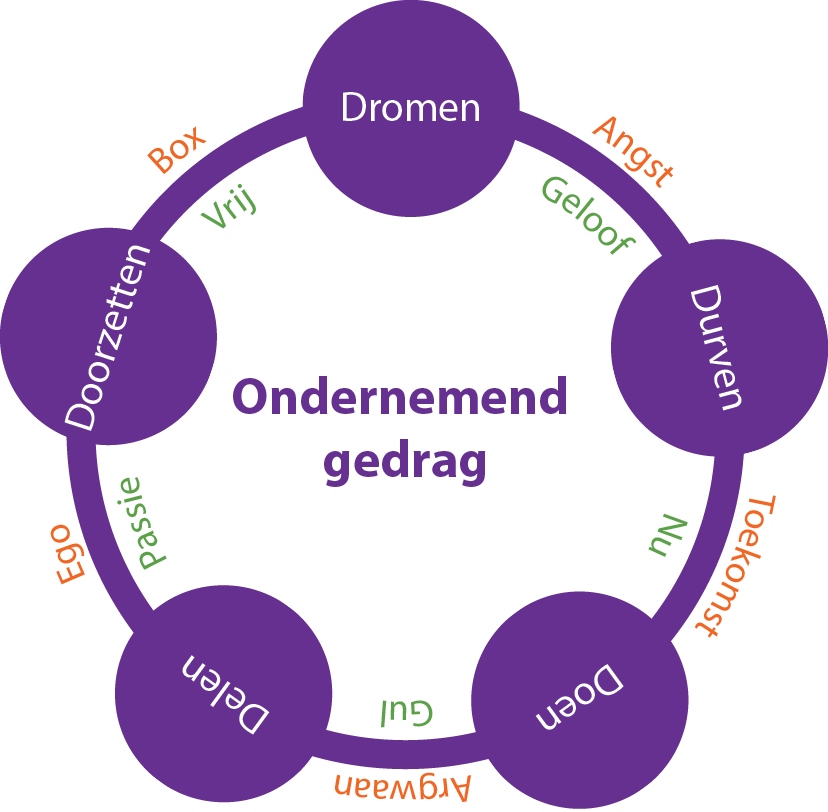 Dromen
Angst
Geloof
Durven
Toekomst
Nu
Doen
Gul
Argwaan
Delen
Ego
Passie
Doorzetten
Box
Vrij
Ondernemend
gedrag